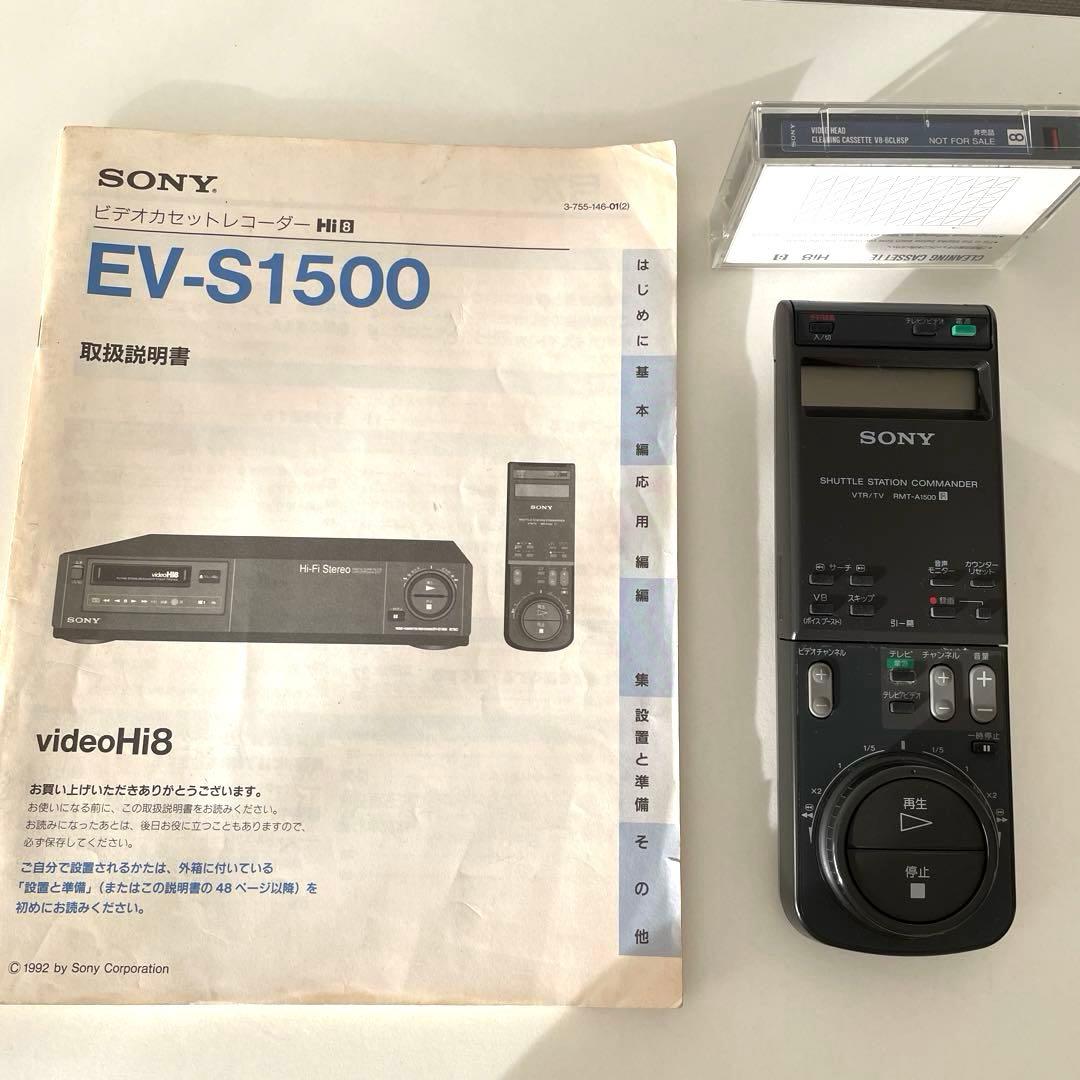 SONY®
3-755-146-01(2)
ビデオカセットレコーダー Hi8
EV-S1500
取扱説明書
はじめに
基本編
応用編
編集編
設置と準備
その他
videoHi8
Hi-Fi Stereo
SONY
SONY
SHUTTLE STATION COMMANDER
再生
停止
videoHi8
お買い上げいただきありがとうございます。
お使いになる前に、この取扱説明書をお読みください。
お読みになったあとは、後日お役に立つこともありますので、
必ず保存してください。
ご自分で設置されるかたは、外箱に付いている
「設置と準備」(またはこの説明書の48ページ以降)を
初めにお読みください。
© 1992 by Sony Corporation
SONY
VIDEO HEAD
CLEANING CASSETTE V8-6CLHSP
非売品
NOT FOR SALE
8
CLEANING CASSETTE
Hi8
8
入/切
テレビ/ビデオ
電源
SONY
SHUTTLE STATION COMMANDER
VTR/TV RMT-A1500 R
サーチ
音声
モニター
カウンター
リセット
VB
(ボイスブースト)
スキップ
録画
引-開
ビデオチャンネル
テレビ
電源
チャンネル
音量
テレビ/ビデオ
一時停止
1/5
1/5
1
1
×2
×2
再生
停止